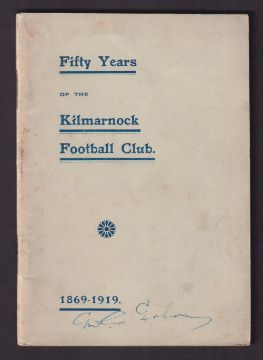 Fifty Years
OF THE
Kilmarnock
Football Club.
1869-1919.